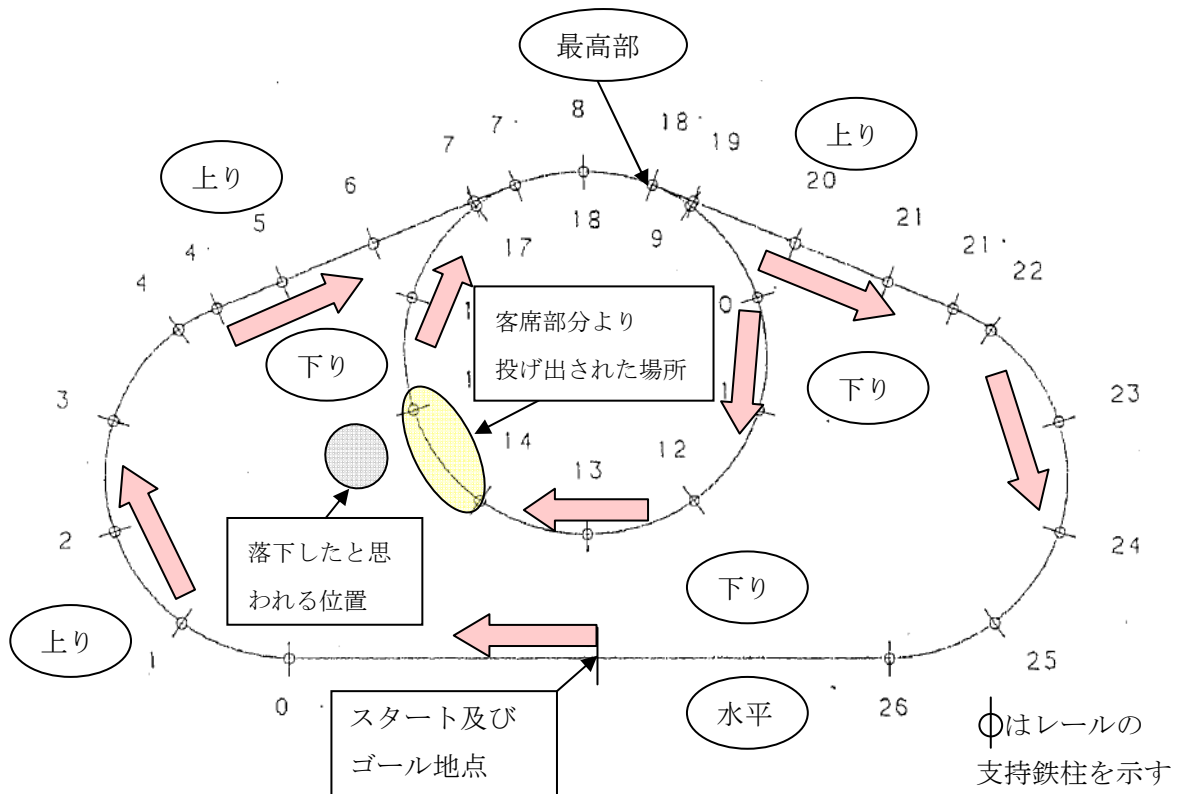 最高部
8
7'
18'
7
19
上り
上り
6
20
5
18
21
4'
17
9
21'
4
22
客席部分より
投げ出された場所
0
下り
下り
3
23
1
14
12
13
2
落下したと思
われる位置
24
下り
上り
1
25
0
スタート及び
ゴール地点
水平
26
はレールの
支持鉄柱を示す